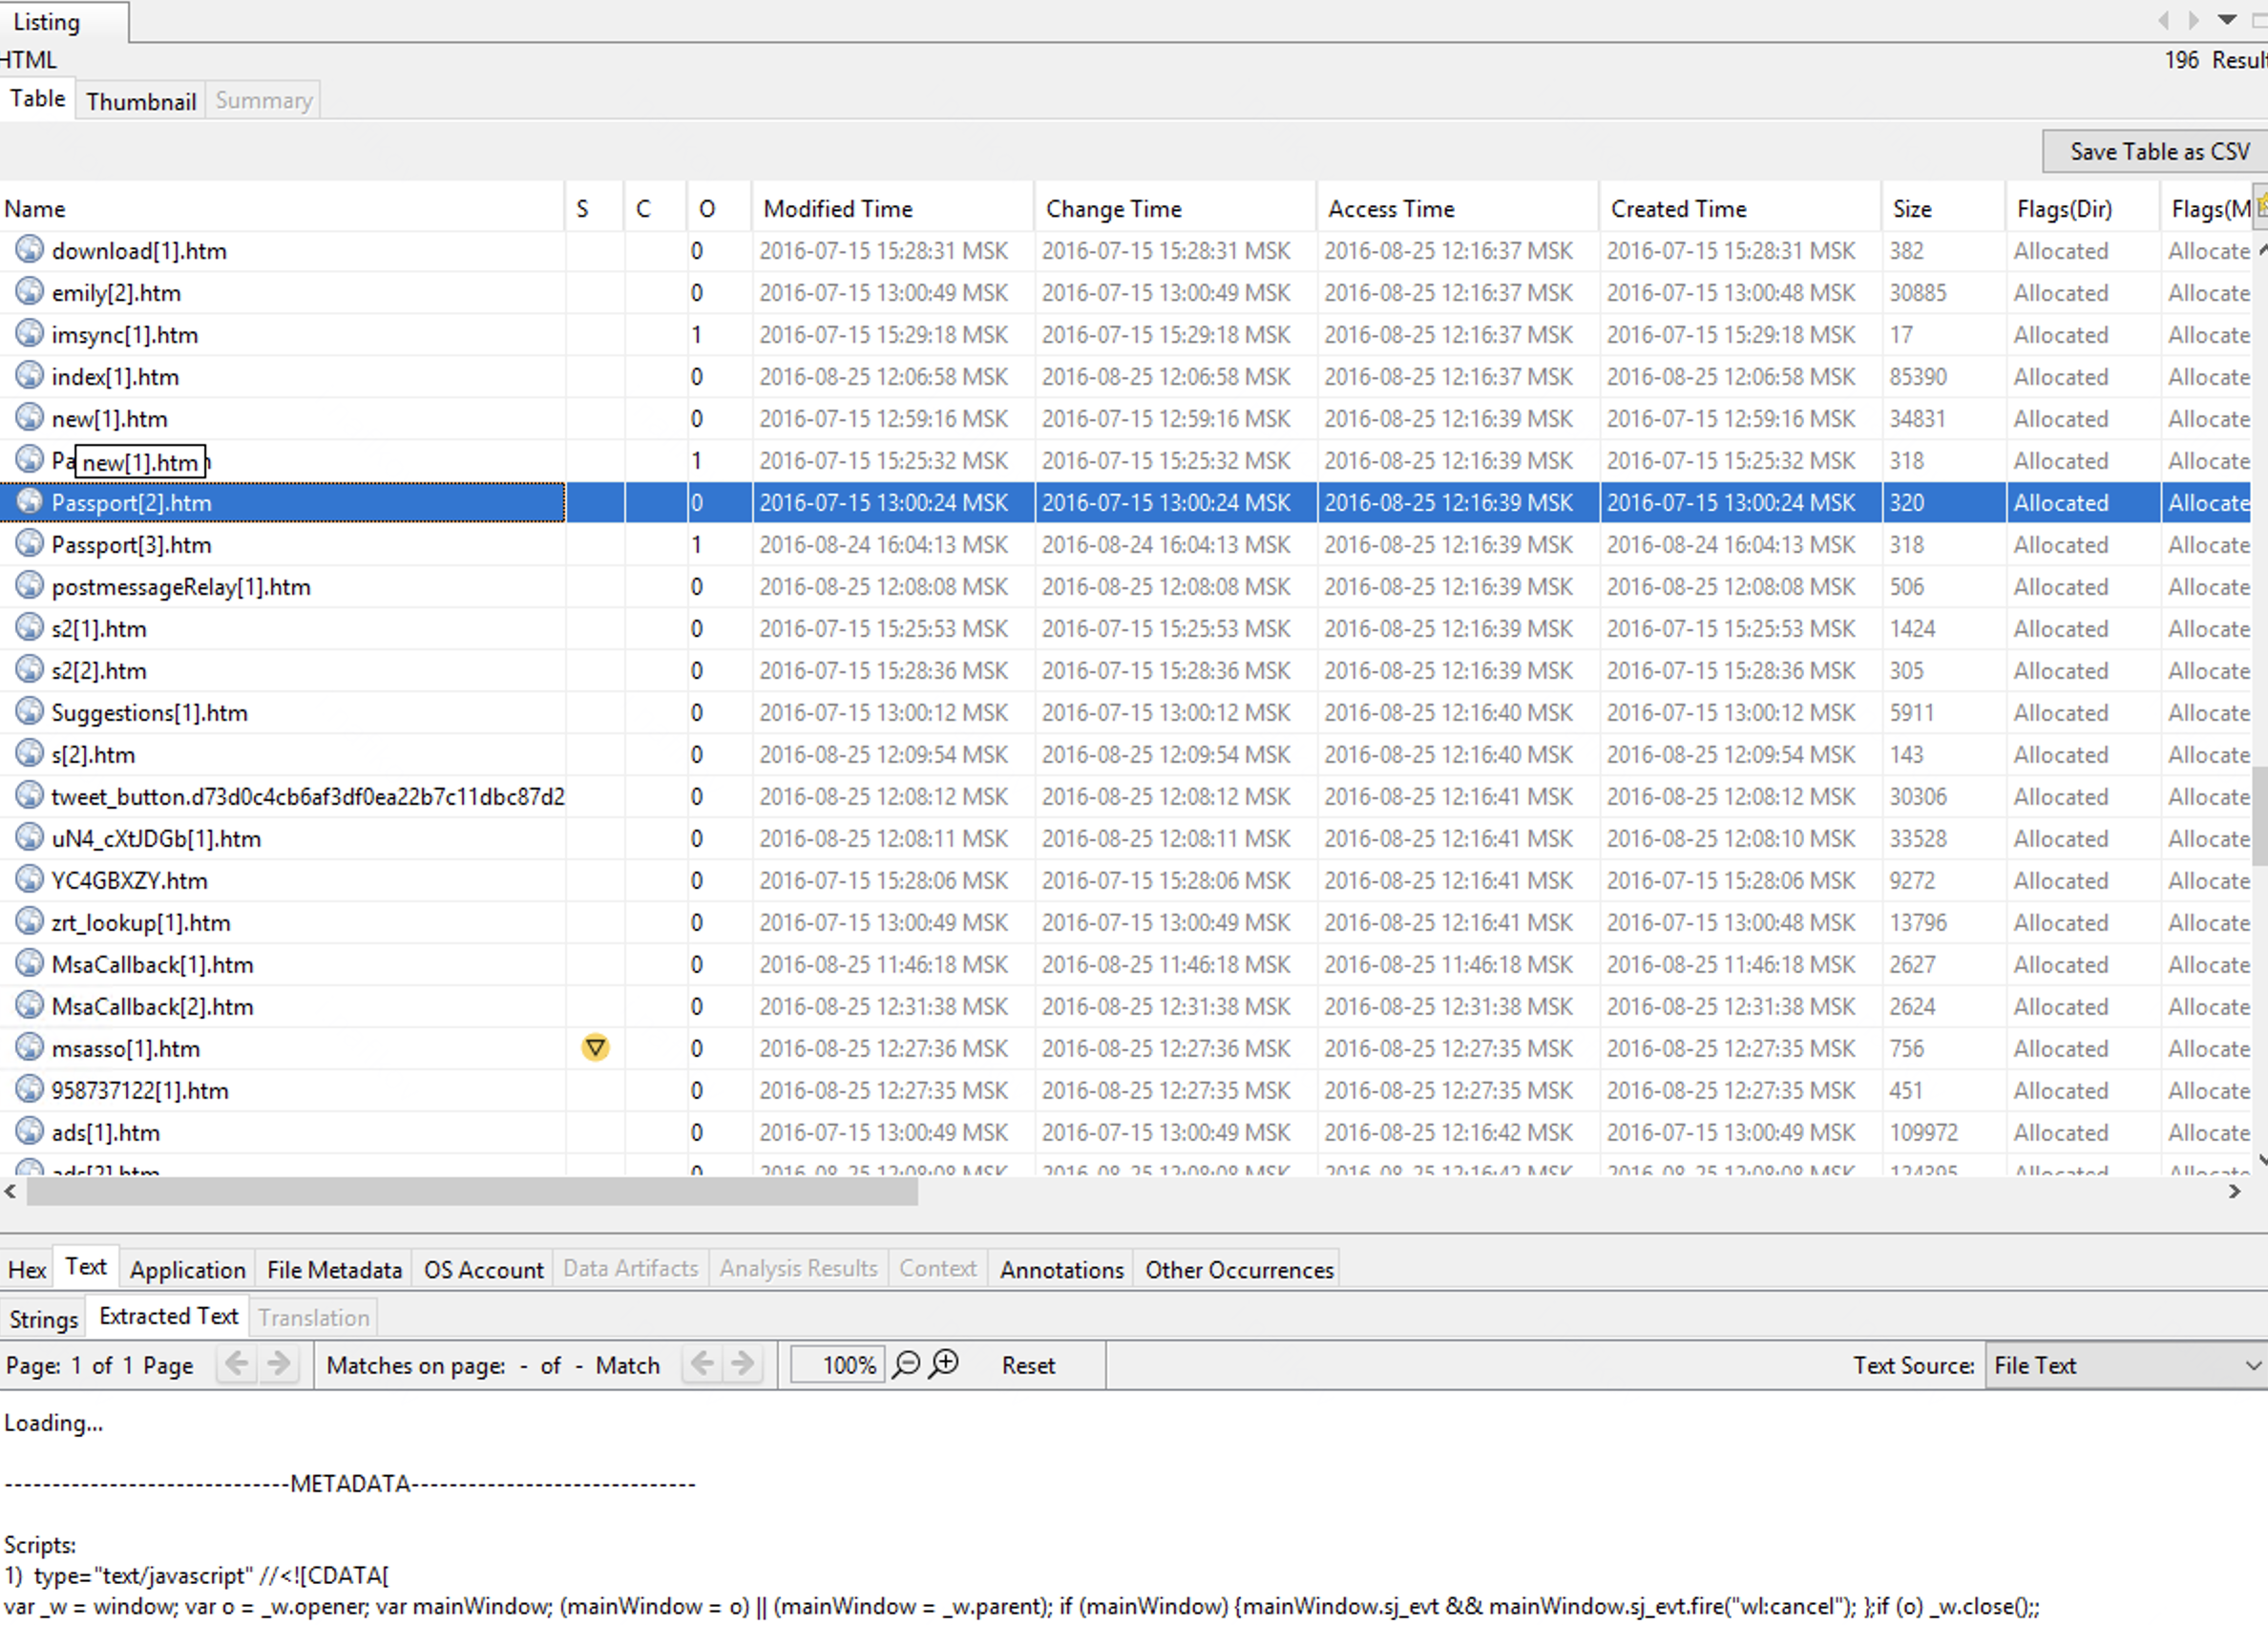 Listing
HTML 196 Result
Table Thumbnail Summary
Save Table as CSV
Name S C O Modified Time Change Time Access Time Created Time Size Flags(Dir) Flags(M
download[1].htm 0 2016-07-15 15:28:31 MSK 2016-07-15 15:28:31 MSK 2016-08-25 12:16:37 MSK 2016-07-15 15:28:31 MSK 382 Allocated Allocate
emily[2].htm 0 2016-07-15 13:00:49 MSK 2016-07-15 13:00:49 MSK 2016-08-25 12:16:37 MSK 2016-07-15 13:00:48 MSK 30885 Allocated Allocate
imsync[1].htm 1 2016-07-15 15:29:18 MSK 2016-07-15 15:29:18 MSK 2016-08-25 12:16:37 MSK 2016-07-15 15:29:18 MSK 17 Allocated Allocate
index[1].htm 0 2016-08-25 12:06:58 MSK 2016-08-25 12:06:58 MSK 2016-08-25 12:16:37 MSK 2016-08-25 12:06:58 MSK 85390 Allocated Allocate
new[1].htm 0 2016-07-15 12:59:16 MSK 2016-07-15 12:59:16 MSK 2016-08-25 12:16:39 MSK 2016-07-15 12:59:16 MSK 34831 Allocated Allocate
Pa new[1].htm 1 2016-07-15 15:25:32 MSK 2016-07-15 15:25:32 MSK 2016-08-25 12:16:39 MSK 2016-07-15 15:25:32 MSK 318 Allocated Allocate
Passport[2].htm 0 2016-07-15 13:00:24 MSK 2016-07-15 13:00:24 MSK 2016-08-25 12:16:39 MSK 2016-07-15 13:00:24 MSK 320 Allocated Allocate
Passport[3].htm 1 2016-08-24 16:04:13 MSK 2016-08-24 16:04:13 MSK 2016-08-25 12:16:39 MSK 2016-08-24 16:04:13 MSK 318 Allocated Allocate
postmessageRelay[1].htm 0 2016-08-25 12:08:08 MSK 2016-08-25 12:08:08 MSK 2016-08-25 12:16:39 MSK 2016-08-25 12:08:08 MSK 506 Allocated Allocate
s2[1].htm 0 2016-07-15 15:25:53 MSK 2016-07-15 15:25:53 MSK 2016-08-25 12:16:39 MSK 2016-07-15 15:25:53 MSK 1424 Allocated Allocate
s2[2].htm 0 2016-07-15 15:28:36 MSK 2016-07-15 15:28:36 MSK 2016-08-25 12:16:39 MSK 2016-07-15 15:28:36 MSK 305 Allocated Allocate
Suggestions[1].htm 0 2016-07-15 13:00:12 MSK 2016-07-15 13:00:12 MSK 2016-08-25 12:16:40 MSK 2016-07-15 13:00:12 MSK 5911 Allocated Allocate
s[2].htm 0 2016-08-25 12:09:54 MSK 2016-08-25 12:09:54 MSK 2016-08-25 12:16:40 MSK 2016-08-25 12:09:54 MSK 143 Allocated Allocate
tweet_button.d73d0c4cb6af3df0ea22b7c11dbc87d2 0 2016-08-25 12:08:12 MSK 2016-08-25 12:08:12 MSK 2016-08-25 12:16:41 MSK 2016-08-25 12:08:12 MSK 30306 Allocated Allocate
uN4_cXtJDGb[1].htm 0 2016-08-25 12:08:11 MSK 2016-08-25 12:08:11 MSK 2016-08-25 12:16:41 MSK 2016-08-25 12:08:10 MSK 33528 Allocated Allocate
YC4GBXZY.htm 0 2016-07-15 15:28:06 MSK 2016-07-15 15:28:06 MSK 2016-08-25 12:16:41 MSK 2016-07-15 15:28:06 MSK 9272 Allocated Allocate
zrt_lookup[1].htm 0 2016-07-15 13:00:49 MSK 2016-07-15 13:00:49 MSK 2016-08-25 12:16:41 MSK 2016-07-15 13:00:48 MSK 13796 Allocated Allocate
MsaCallback[1].htm 0 2016-08-25 11:46:18 MSK 2016-08-25 11:46:18 MSK 2016-08-25 11:46:18 MSK 2016-08-25 11:46:18 MSK 2627 Allocated Allocate
MsaCallback[2].htm 0 2016-08-25 12:31:38 MSK 2016-08-25 12:31:38 MSK 2016-08-25 12:31:38 MSK 2016-08-25 12:31:38 MSK 2624 Allocated Allocate
msasso[1].htm 0 2016-08-25 12:27:36 MSK 2016-08-25 12:27:36 MSK 2016-08-25 12:27:35 MSK 2016-08-25 12:27:35 MSK 756 Allocated Allocate
958737122[1].htm 0 2016-08-25 12:27:35 MSK 2016-08-25 12:27:35 MSK 2016-08-25 12:27:35 MSK 2016-08-25 12:27:35 MSK 451 Allocated Allocate
ads[1].htm 0 2016-07-15 13:00:49 MSK 2016-07-15 13:00:49 MSK 2016-08-25 12:16:42 MSK 2016-07-15 13:00:49 MSK 109972 Allocated Allocate
ads[2].htm 0 2016-08-25 12:08:08 MSK 2016-08-25 12:08:08 MSK 2016-08-25 12:16:42 MSK 2016-08-25 12:08:08 MSK Allocated Allocate
Hex Text Application File Metadata OS Account Data Artifacts Analysis Results Context Annotations Other Occurrences
Strings Extracted Text Translation
Page: 1 of 1 Page Matches on page: - of - Match 100% Reset Text Source: File Text
Loading...
------------------------------METADATA------------------------------
Scripts:
1) type="text/javascript" //<![CDATA[
var _w = window; var o = _w.opener; var mainWindow; (mainWindow = o) || (mainWindow = _w.parent); if (mainWindow) {mainWindow.sj_evt && mainWindow.sj_evt.fire("wl:cancel"); };if (o) _w.close();;